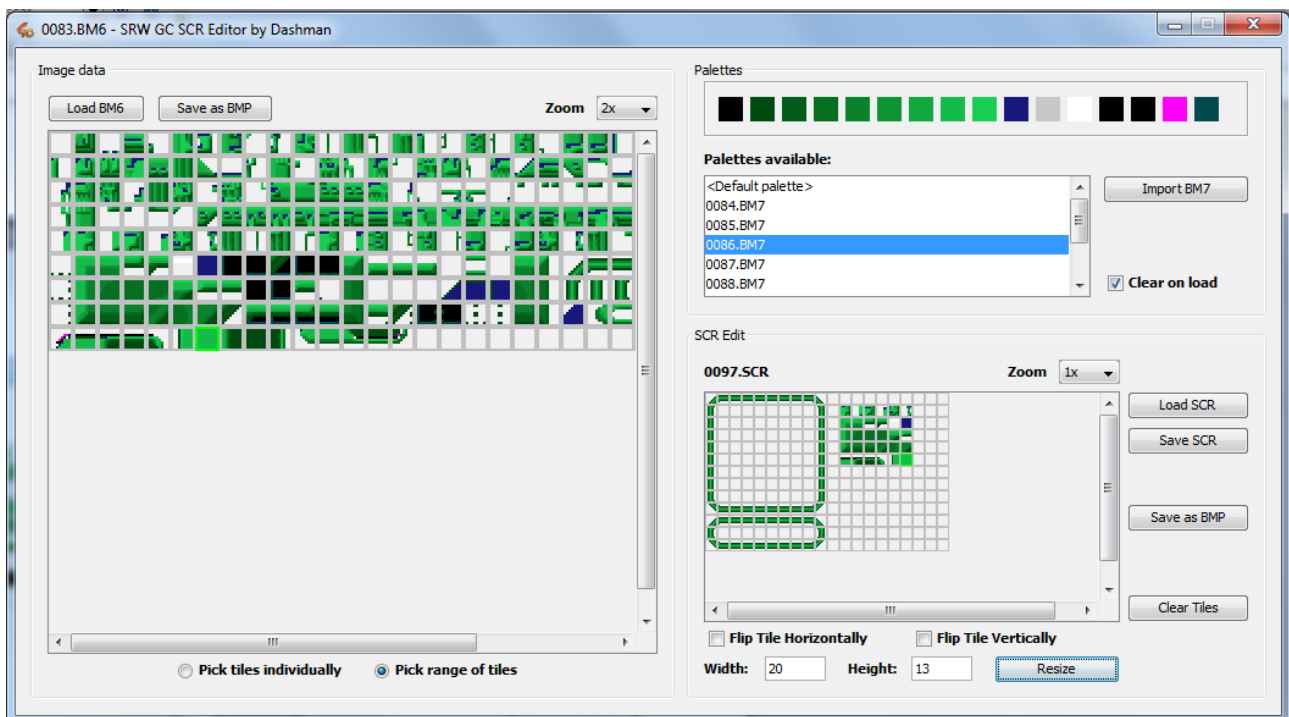 0083.BM6 - SRW GC SCR Editor by Dashman
Image data
Load BM6
Save as BMP
Zoom
2x
Pick tiles individually
Pick range of tiles
Palettes
Palettes available:
<Default palette>
0084.BM7
0085.BM7
0086.BM7
0087.BM7
0088.BM7
Import BM7
Clear on load
SCR Edit
0097.SCR
Zoom
1x
Load SCR
Save SCR
Save as BMP
Clear Tiles
Flip Tile Horizontally
Flip Tile Vertically
Width:
20
Height:
13
Resize